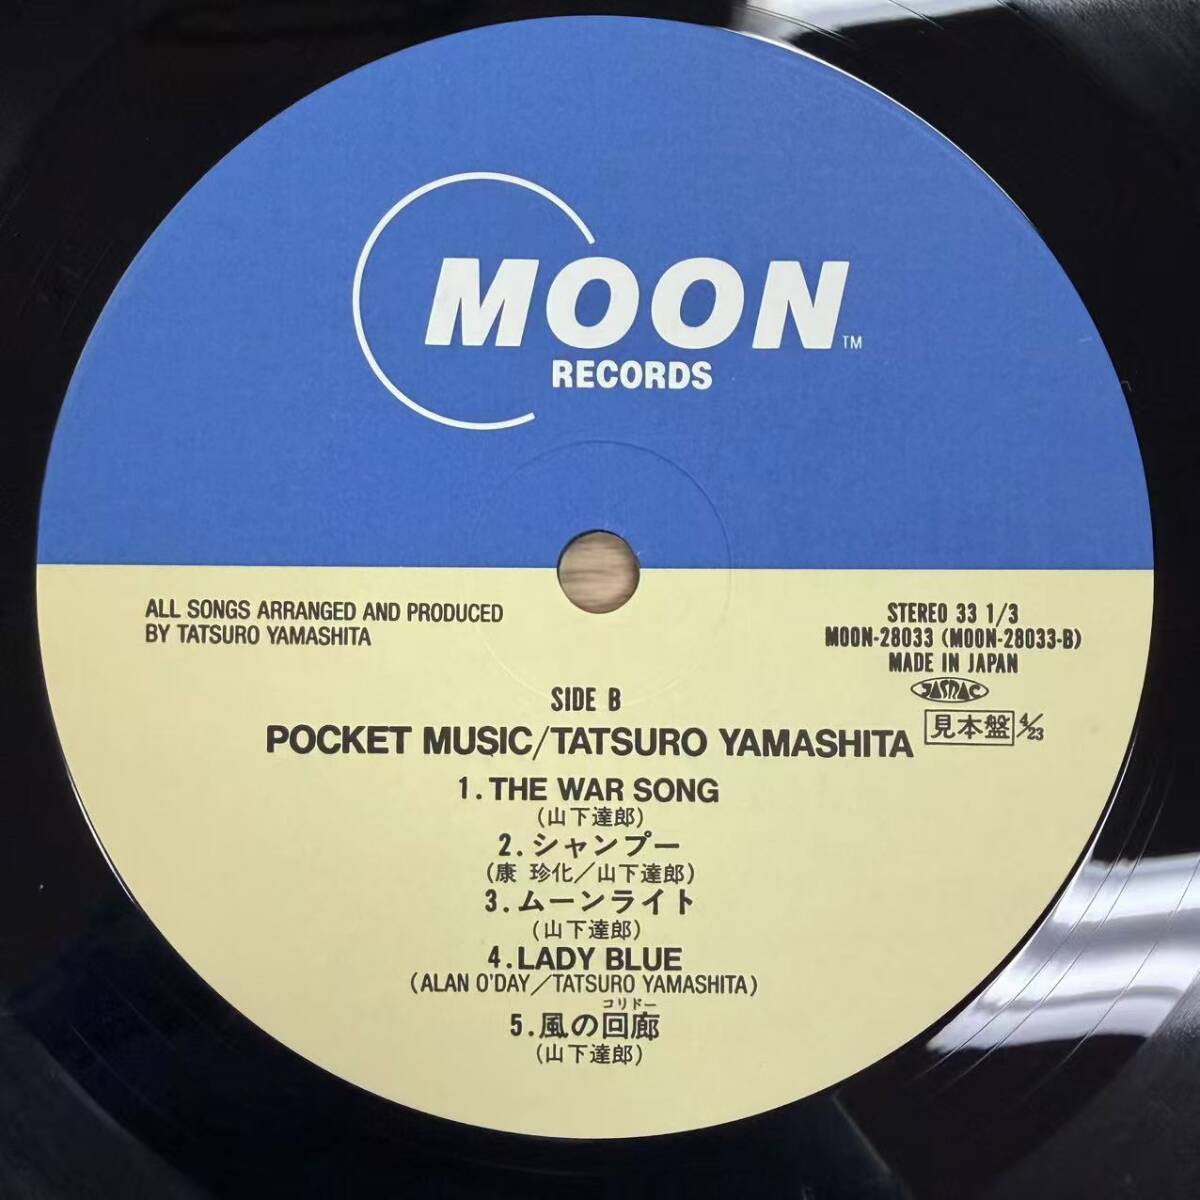 MOON™
RECORDS
ALL SONGS ARRANGED AND PRODUCED
BY TATSURO YAMASHITA
STEREO 33 1/3
MOON-28033 (MOON-28033-B)
MADE IN JAPAN
JASRAC
SIDE B
見本盤 4/23
POCKET MUSIC/TATSURO YAMASHITA
1. THE WAR SONG
(山下達郎)
2. シャンプー
(康 珍化/山下達郎)
3. ムーンライト
(山下達郎)
4. LADY BLUE
(ALAN O'DAY/TATSURO YAMASHITA)
コリドー
5. 風の回廊
(山下達郎)